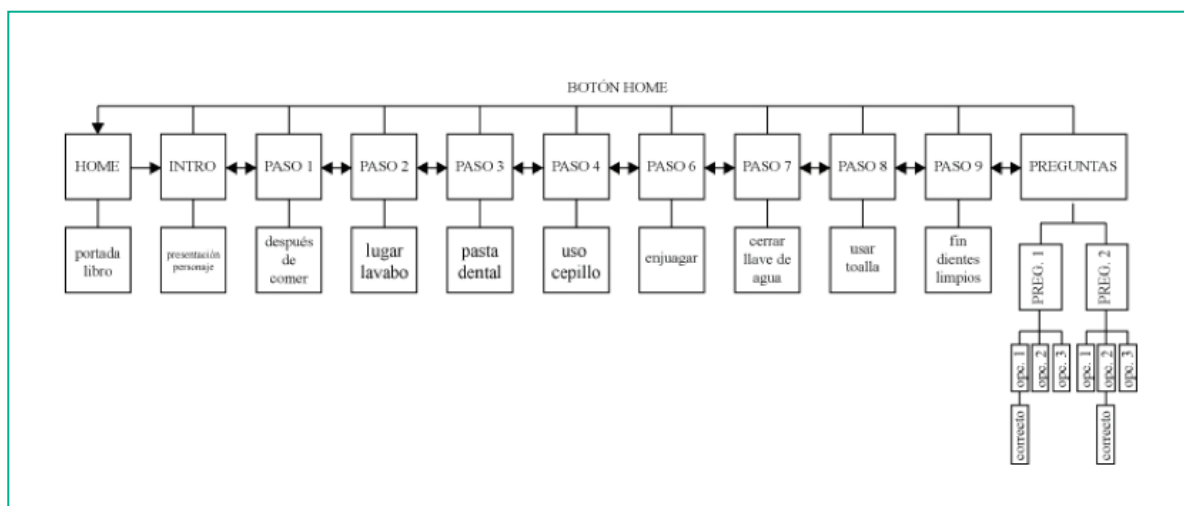 BOTÓN HOME
HOME
INTRO
PASO 1
PASO 2
PASO 3
PASO 4
PASO 6
PASO 7
PASO 8
PASO 9
PREGUNTAS
portada
libro
presentación
personaje
después
de
comer
lugar
lavabo
pasta
dental
uso
cepillo
enjuagar
cerrar
llave de
agua
usar
toalla
fin
dientes
limpios
PREG. 1
PREG. 2
opc. 1
opc. 2
opc. 3
opc. 1
opc. 2
opc. 3
correcto
correcto